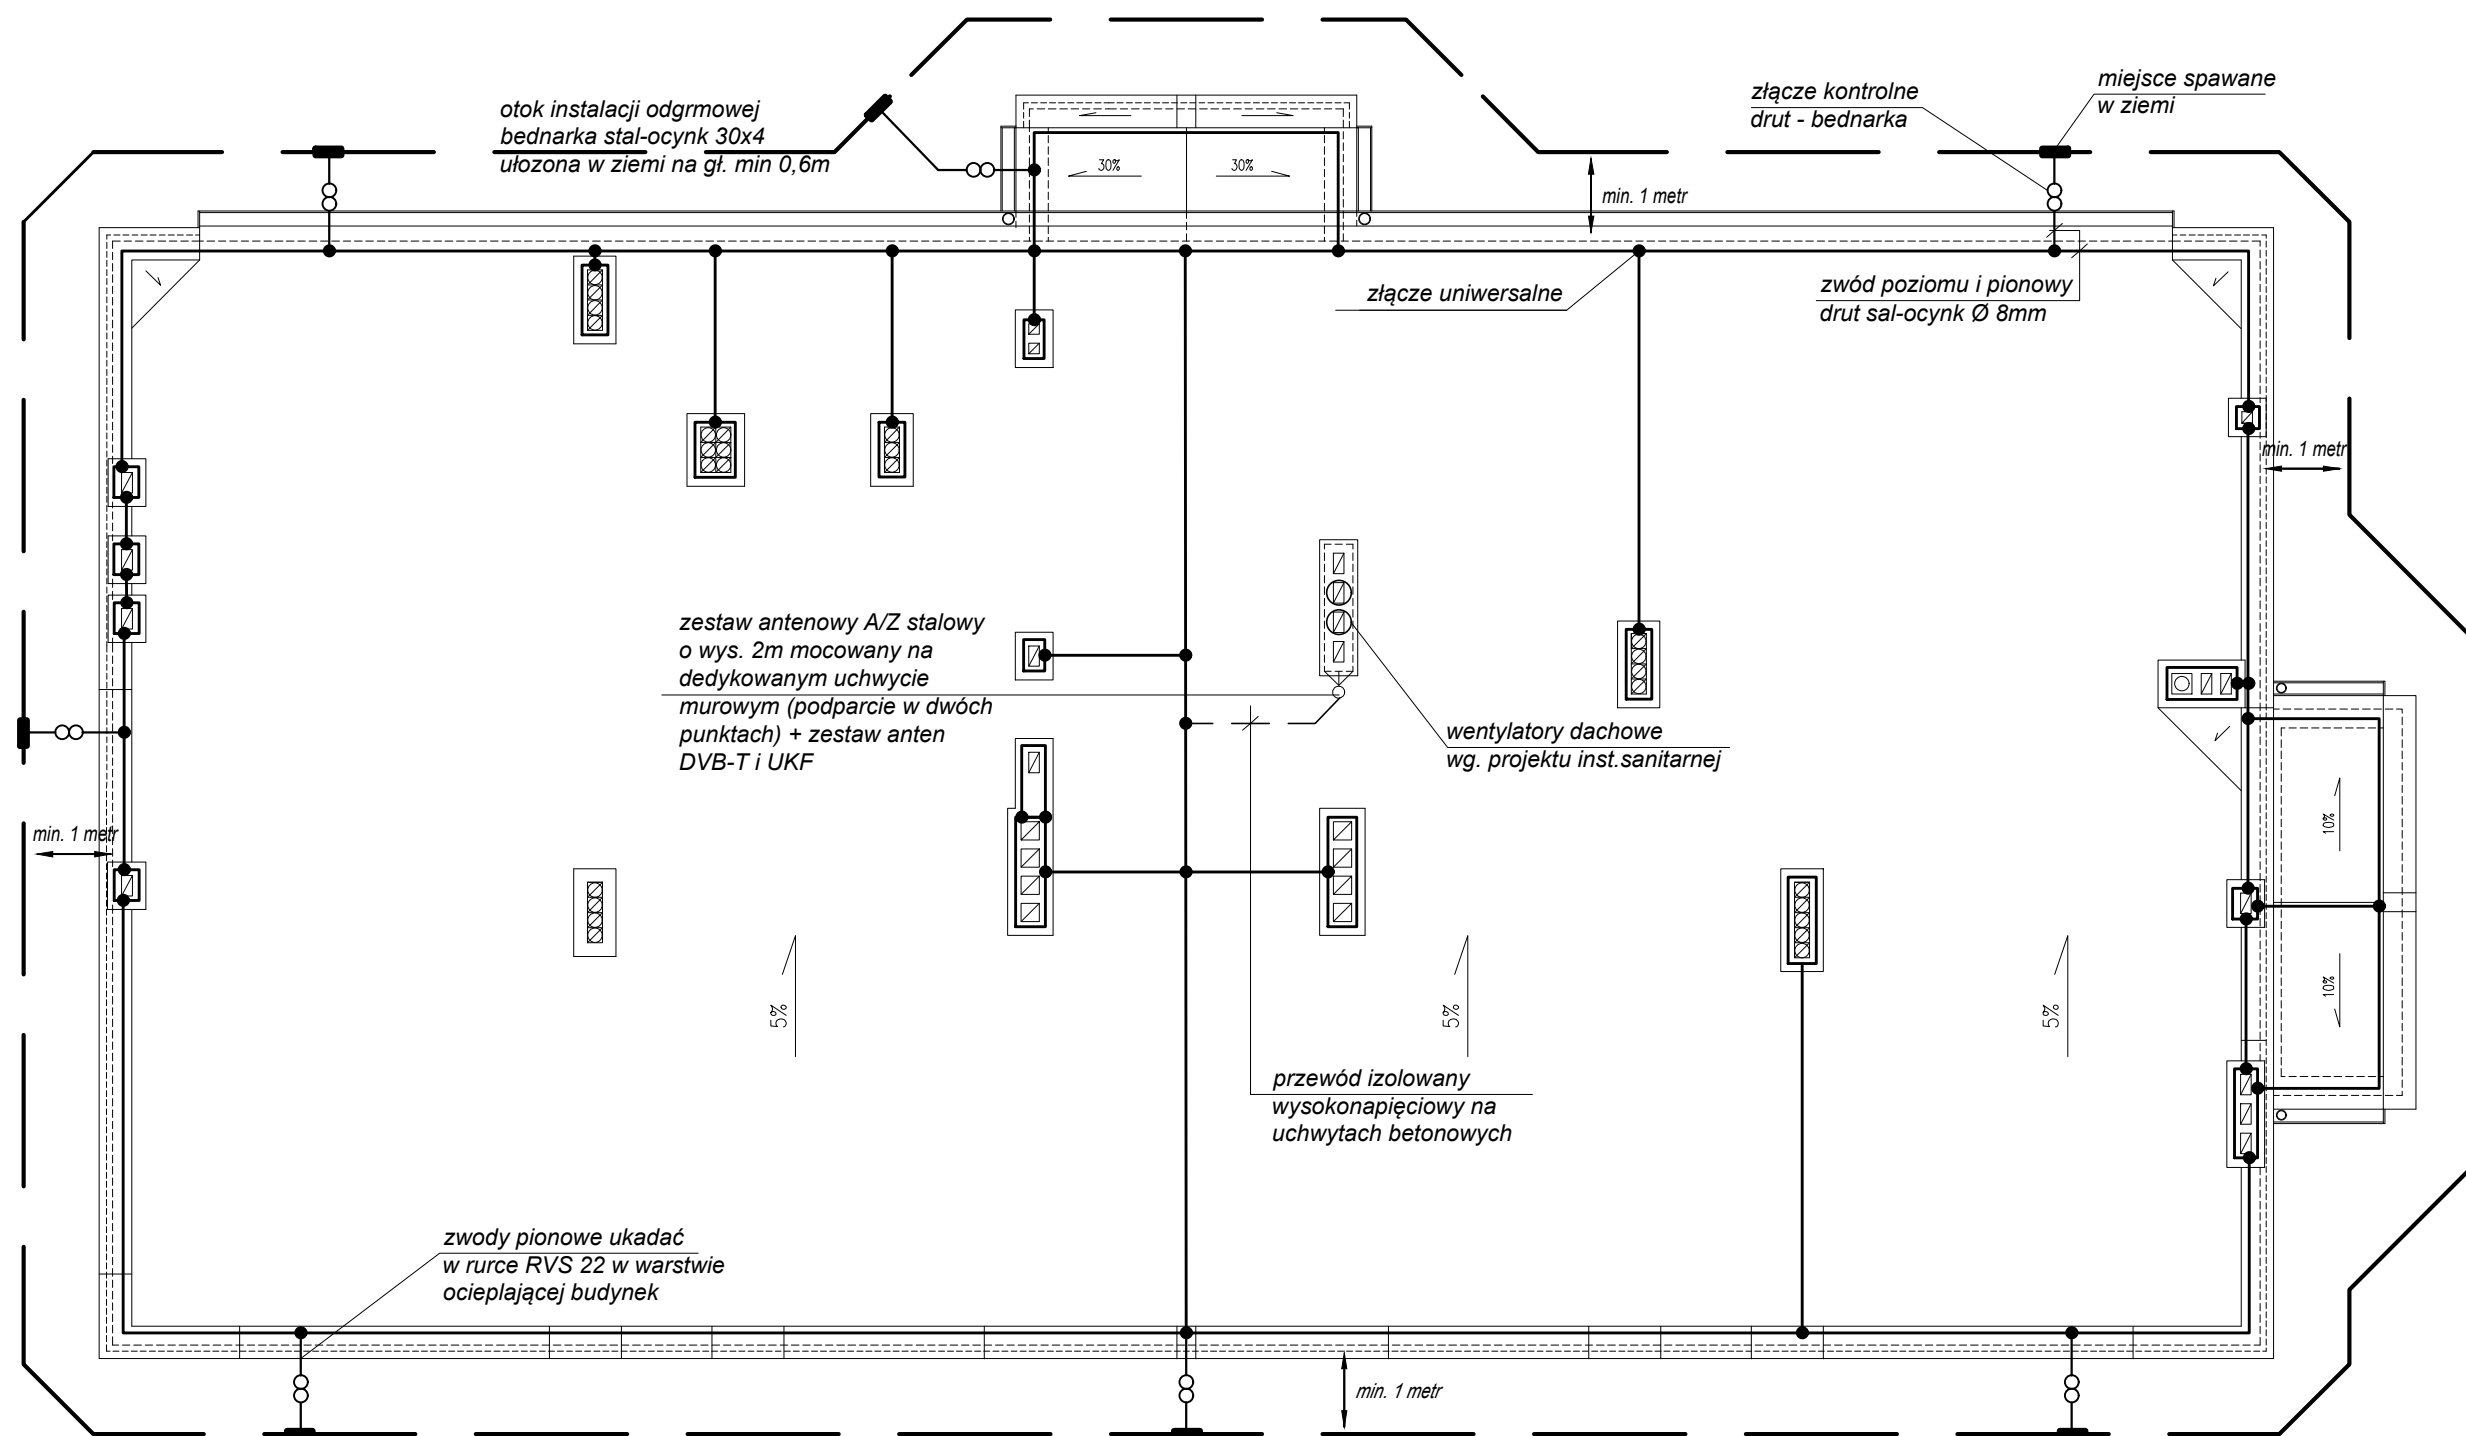 miejsce spawane
w ziemi
złącze kontrolne
drut - bednarka
otok instalacji odgrmowej
bednarka stal-ocynk 30x4
ułozona w ziemi na gł. min 0,6m
30%
30%
min. 1 metr
złącze uniwersalne
zwód poziomu i pionowy
drut sal-ocynk Ø 8mm
min. 1 metr
zestaw antenowy A/Z stalowy
o wys. 2m mocowany na
dedykowanym uchwycie
murowym (podparcie w dwóch
punktach) + zestaw anten
DVB-T i UKF
wentylatory dachowe
wg. projektu inst.sanitarnej
min. 1 metr
10%
10%
5%
5%
5%
przewód izolowany
wysokonapięciowy na
uchwytach betonowych
zwody pionowe ukadać
w rurce RVS 22 w warstwie
ocieplającej budynek
min. 1 metr